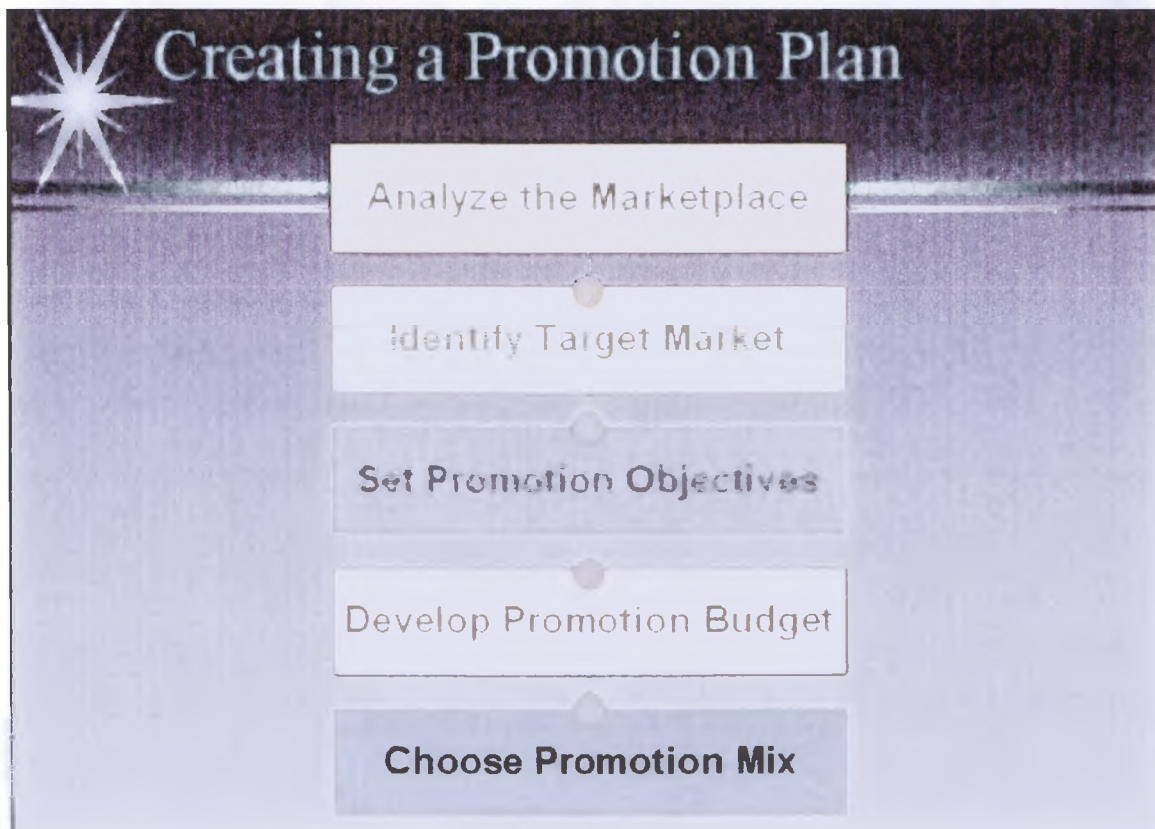 Creating a Promotion Plan
Analyze the Marketplace
Identify Target Market
Set Promotion Objectives
Develop Promotion Budget
Choose Promotion Mix